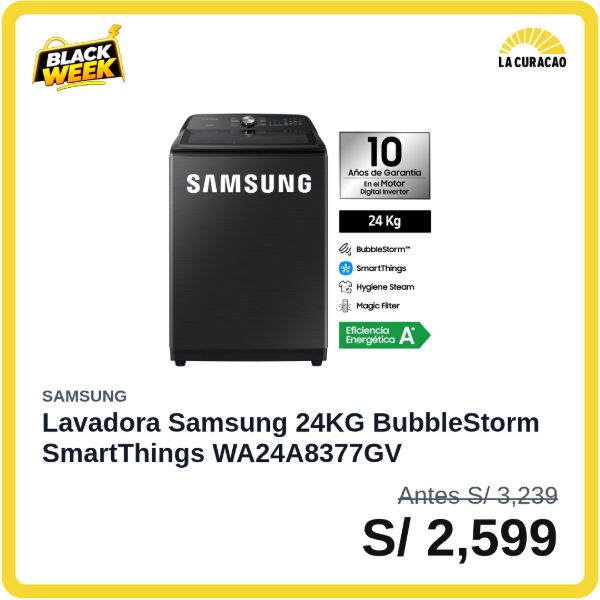 BLACK
WEEK
LA CURACAO
SAMSUNG
10
Años de Garantía
En el Motor
Digital Inverter
24 Kg
BubbleStorm™
SmartThings
Hygiene Steam
Magic Filter
Eficiencia
Energética A+
SAMSUNG
Lavadora Samsung 24KG BubbleStorm
SmartThings WA24A8377GV
Antes S/ 3,239
S/ 2,599